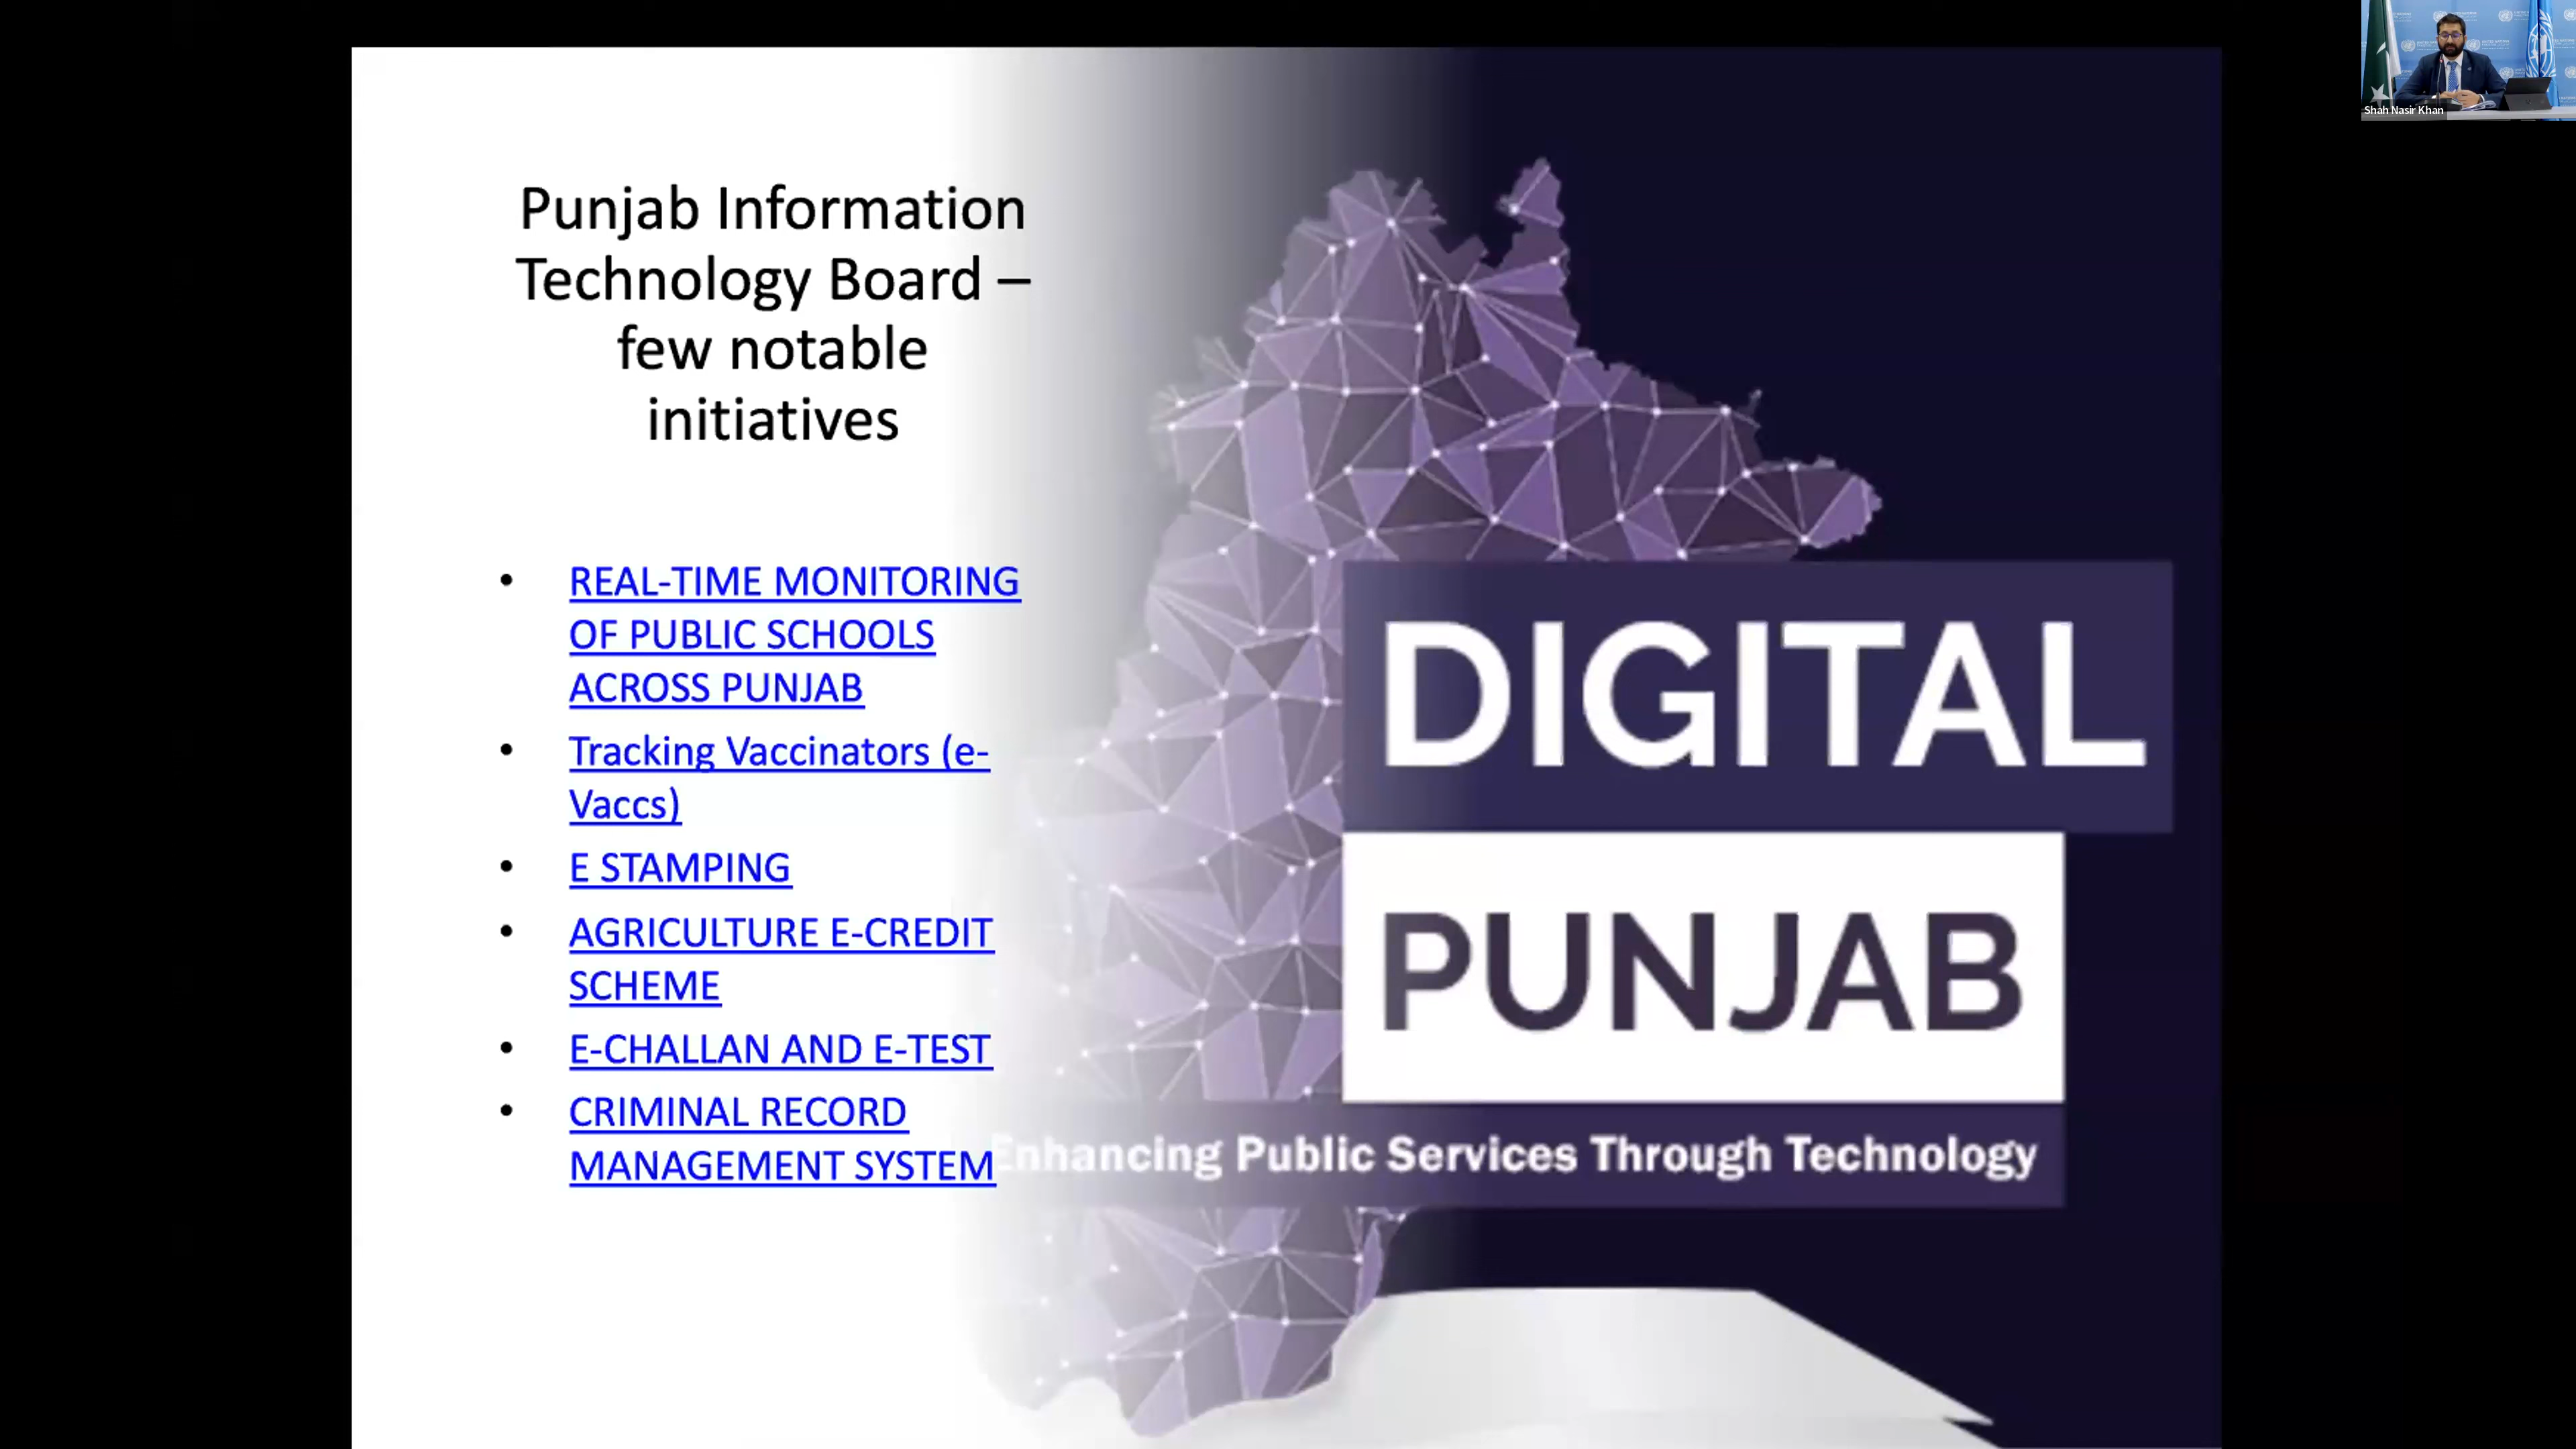 Shah Nasir Khan
Punjab Information
Technology Board –
few notable
initiatives
• REAL-TIME MONITORING
OF PUBLIC SCHOOLS
ACROSS PUNJAB
• Tracking Vaccinators (e-
Vaccs)
• E STAMPING
• AGRICULTURE E-CREDIT
SCHEME
• E-CHALLAN AND E-TEST
• CRIMINAL RECORD
MANAGEMENT SYSTEM
DIGITAL
PUNJAB
Enhancing Public Services Through Technology